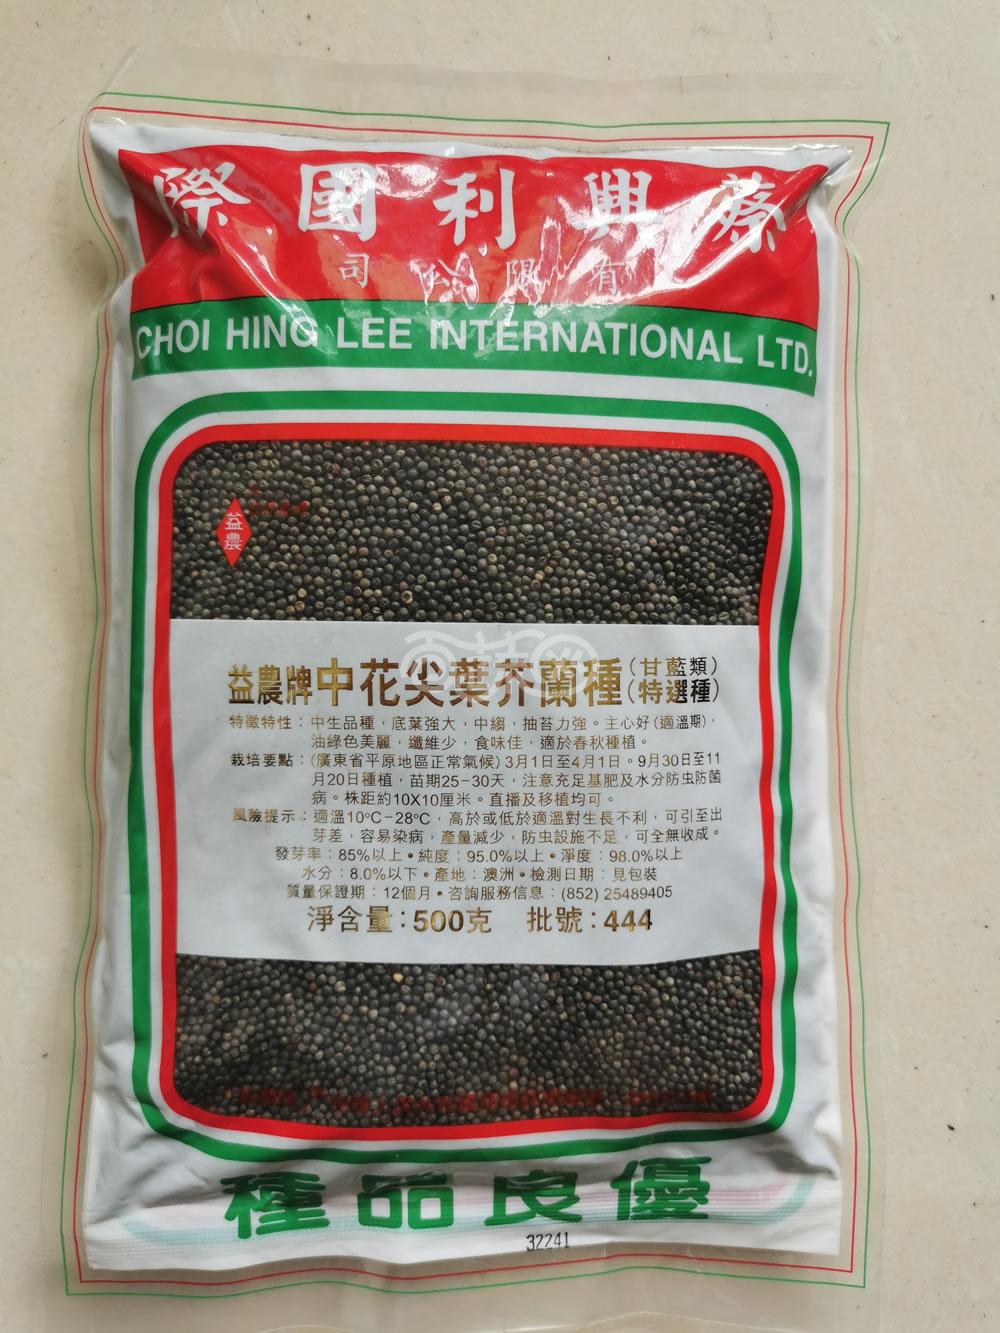 蔡興利國際
有限公司
CHOI HING LEE INTERNATIONAL LTD.
益農
益農牌中花尖葉芥蘭種(甘藍類)(特選種)
特徵特性：中生品種，底葉強大，中縐，抽苔力強。主心好(適溫期)，
油綠色美麗，纖維少，食味佳，適於春秋種植。
栽培要點：(廣東省平原地區正常氣候) 3月1日至4月1日。9月30日至11
月20日種植，苗期25-30天，注意充足基肥及水分防虫防菌
病。株距約10X10厘米。直播及移植均可。
風險提示：適溫10°C-28°C，高於或低於適溫對生長不利，可引至出
芽差，容易染病，產量減少，防虫設施不足，可全無收成。
發芽率：85%以上•純度：95.0%以上•淨度：98.0%以上
水分：8.0%以下•產地：澳洲•檢測日期：見包裝
質量保證期：12個月•咨詢服務信息：(852) 25489405
淨含量：500克 批號：444
優良品種
32241